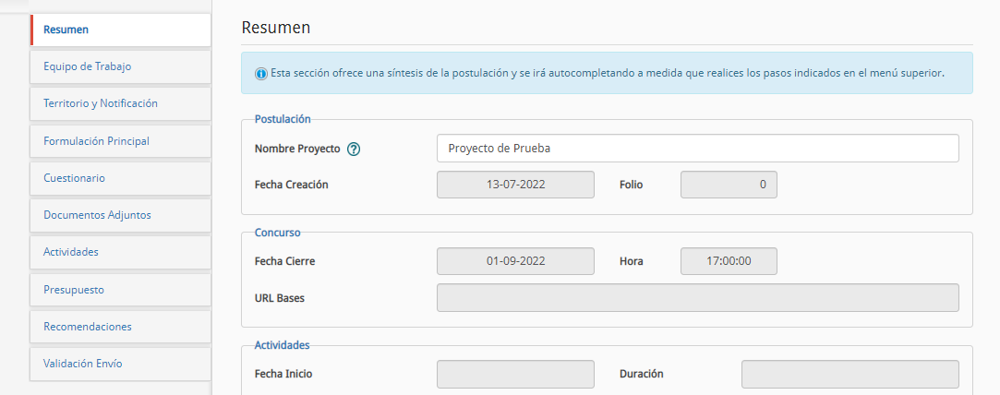 Resumen
Equipo de Trabajo
Territorio y Notificación
Formulación Principal
Cuestionario
Documentos Adjuntos
Actividades
Presupuesto
Recomendaciones
Validación Envío
Resumen
Esta sección ofrece una síntesis de la postulación y se irá autocompletando a medida que realices los pasos indicados en el menú superior.
Postulación
Nombre Proyecto ? Proyecto de Prueba
Fecha Creación 13-07-2022 Folio 0
Concurso
Fecha Cierre 01-09-2022 Hora 17:00:00
URL Bases
Actividades
Fecha Inicio Duración